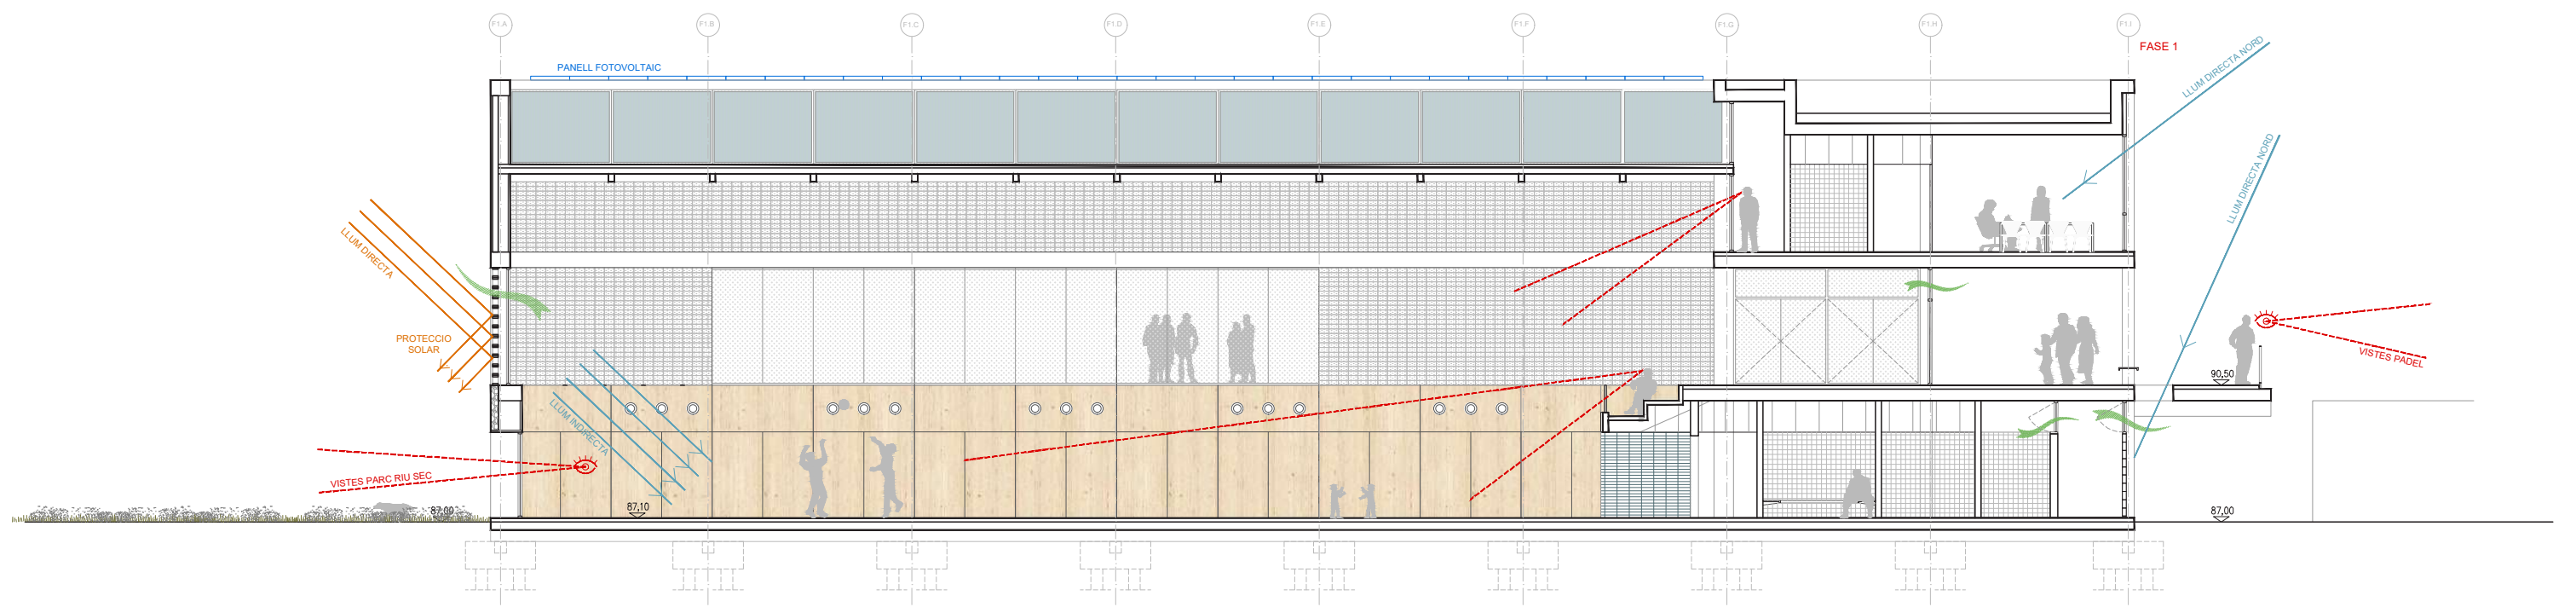 F1.A
F1.B
F1.C
F1.D
F1.E
F1.F
F1.G
F1.H
F1.I
FASE 1
PANELL FOTOVOLTAIC
LLUM DIRECTA NORD
LLUM DIRECTA NORD
LLUM DIRECTA
PROTECCIO
SOLAR
VISTES PADEL
90,50
LLUM INDIRECTA
VISTES PARC RIU SEC
87,00
87,10
87,00